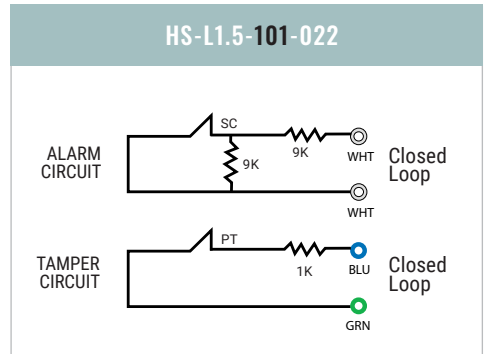 HS-L1.5-101-022
SC
9K
9K
WHT
ALARM
CIRCUIT
Closed
Loop
WHT
PT
1K
BLU
TAMPER
CIRCUIT
Closed
Loop
GRN